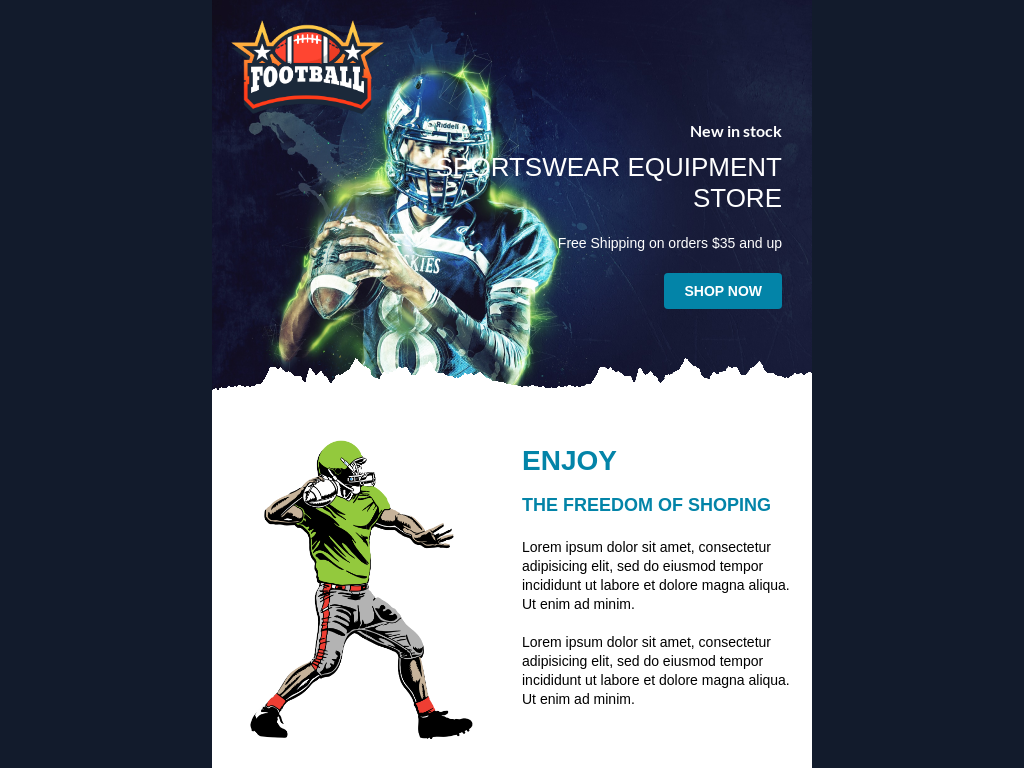 FOOTBALL
Riddell
New in stock
SPORTSWEAR EQUIPMENT
STORE
Free Shipping on orders $35 and up
KIES
8
SHOP NOW
ENJOY
THE FREEDOM OF SHOPING
Lorem ipsum dolor sit amet, consectetur
adipisicing elit, sed do eiusmod tempor
incididunt ut labore et dolore magna aliqua.
Ut enim ad minim.
Lorem ipsum dolor sit amet, consectetur
adipisicing elit, sed do eiusmod tempor
incididunt ut labore et dolore magna aliqua.
Ut enim ad minim.